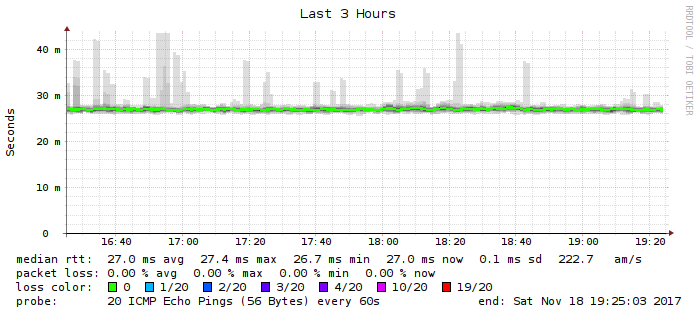 Last 3 Hours
RRDTOOL / TOBI OETIKER
Seconds
40 m
30 m
20 m
10 m
0
16:40 17:00 17:20 17:40 18:00 18:20 18:40 19:00 19:20
median rtt: 27.0 ms avg 27.4 ms max 26.7 ms min 27.0 ms now 0.1 ms sd 222.7 am/s
packet loss: 0.00 % avg 0.00 % max 0.00 % min 0.00 % now
loss color: 0 1/20 2/20 3/20 4/20 10/20 19/20
probe: 20 ICMP Echo Pings (56 Bytes) every 60s end: Sat Nov 18 19:25:03 2017